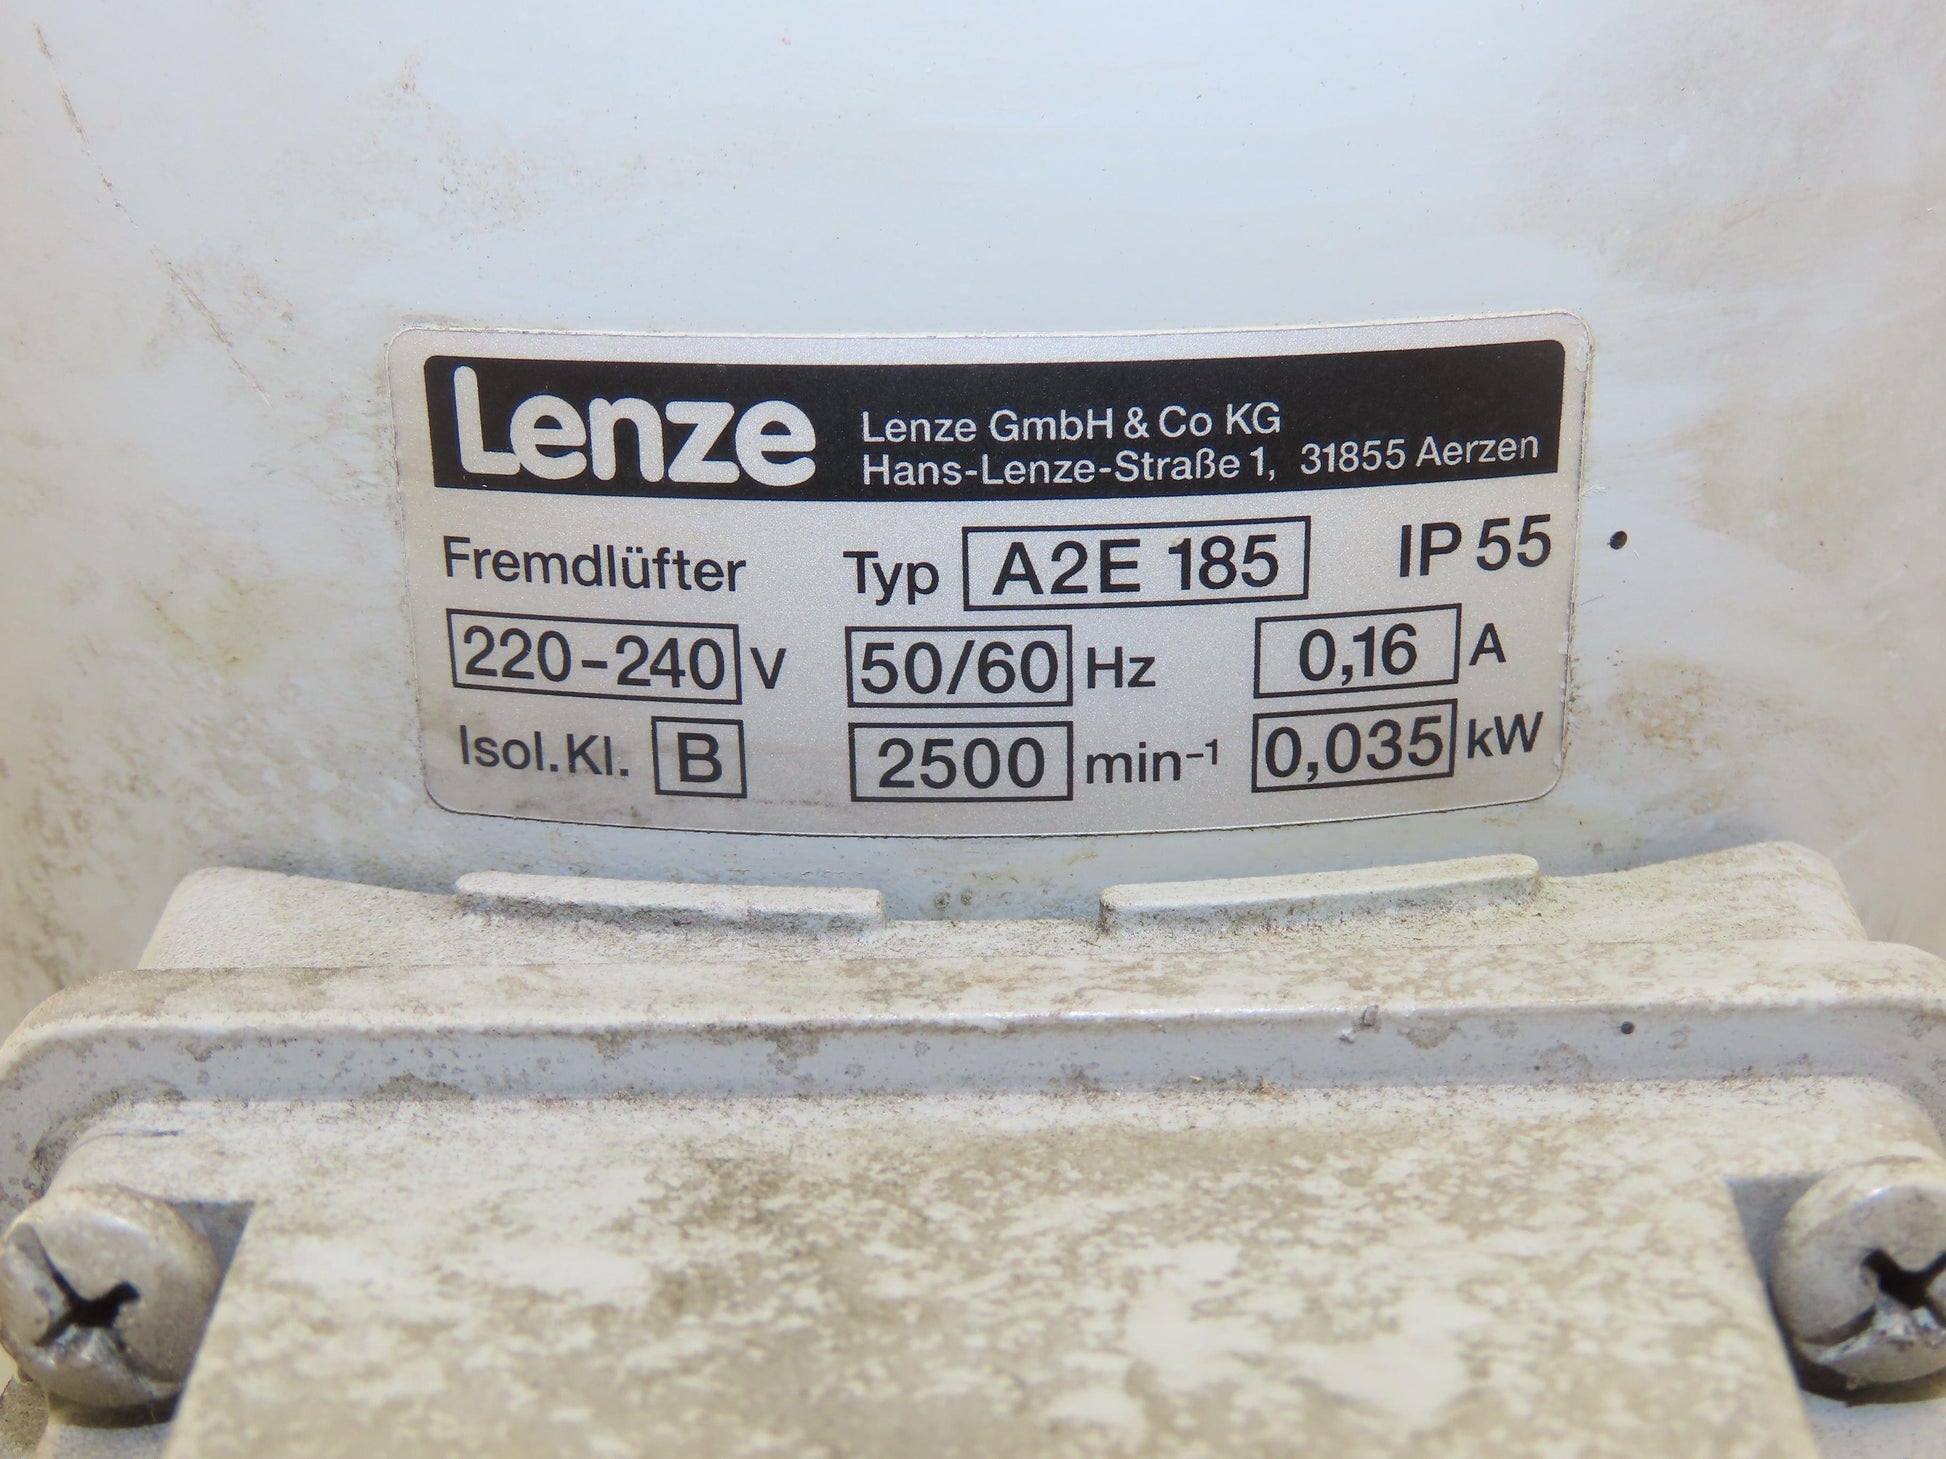 Lenze
Lenze GmbH & Co KG
Hans-Lenze-Straße 1, 31855 Aerzen
Fremdlüfter Typ A2E 185 IP 55
220-240 V 50/60 Hz 0,16 A
Isol.Kl. B 2500 min-1 0,035 kW